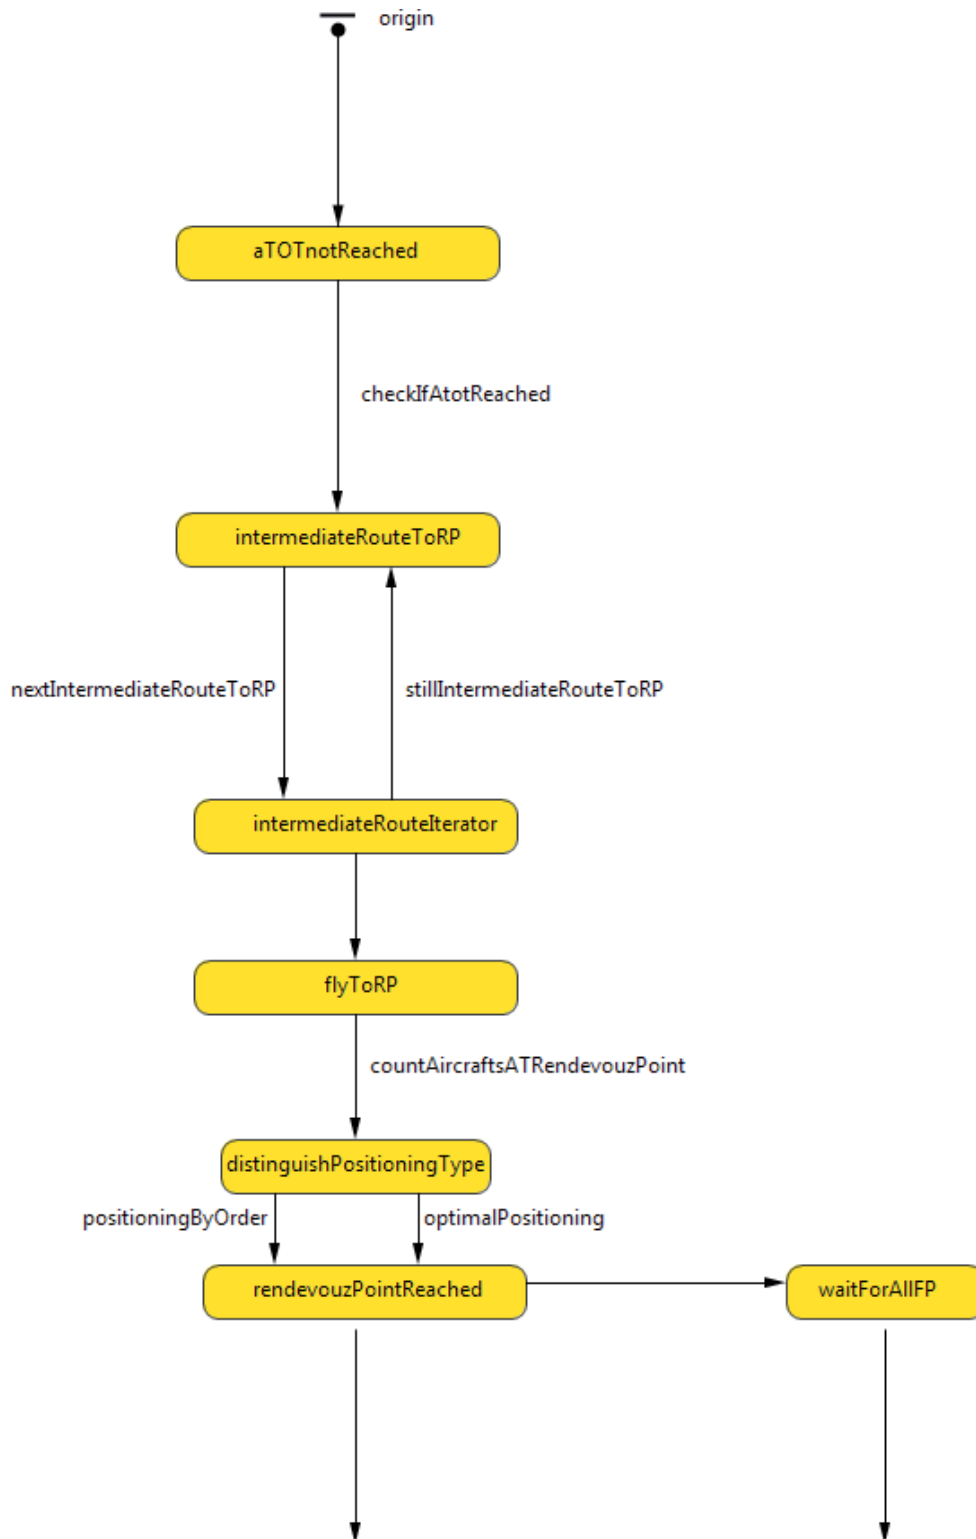 origin
aTOTnotReached
checkIfAtotReached
intermediateRouteToRP
nextIntermediateRouteToRP
stillIntermediateRouteToRP
intermediateRouteIterator
flyToRP
countAircraftsATRendevouzPoint
distinguishPositioningType
positioningByOrder
optimalPositioning
rendevouzPointReached
waitForAllFP